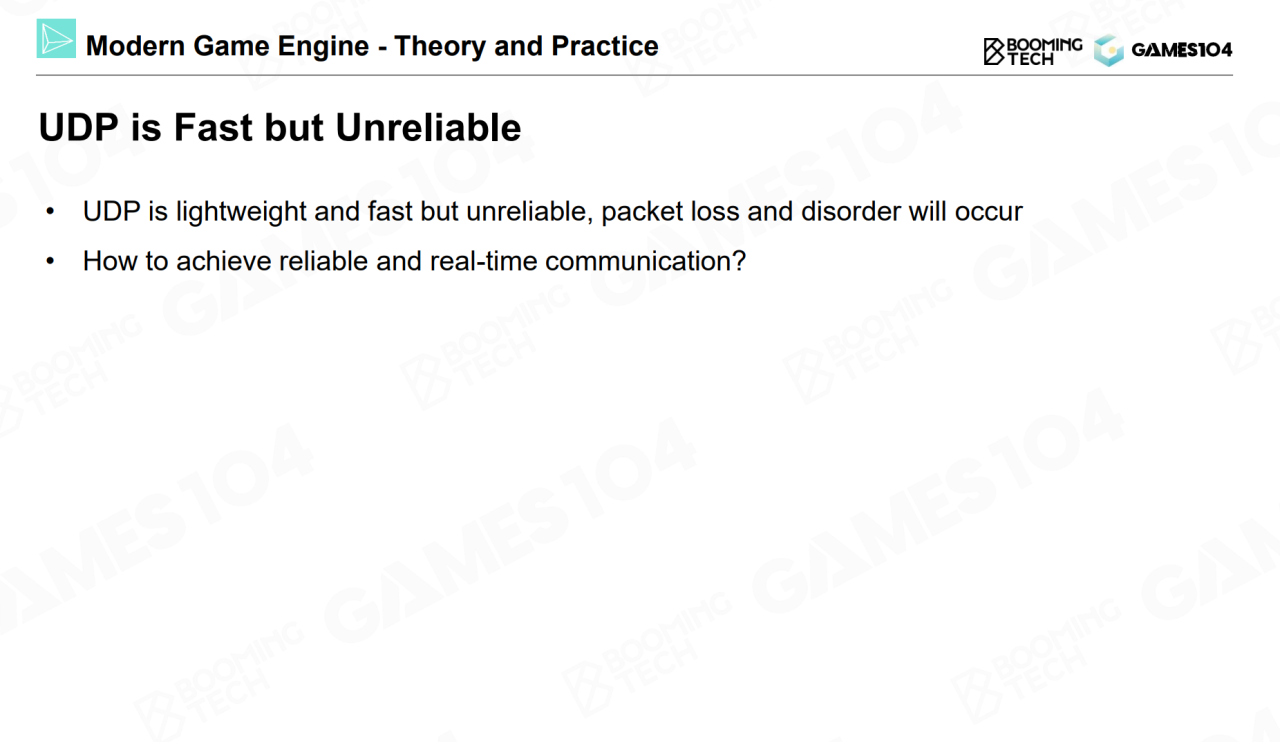 Modern Game Engine - Theory and Practice
BOOMING
TECH
GAMES104
UDP is Fast but Unreliable
• UDP is lightweight and fast but unreliable, packet loss and disorder will occur
• How to achieve reliable and real-time communication?